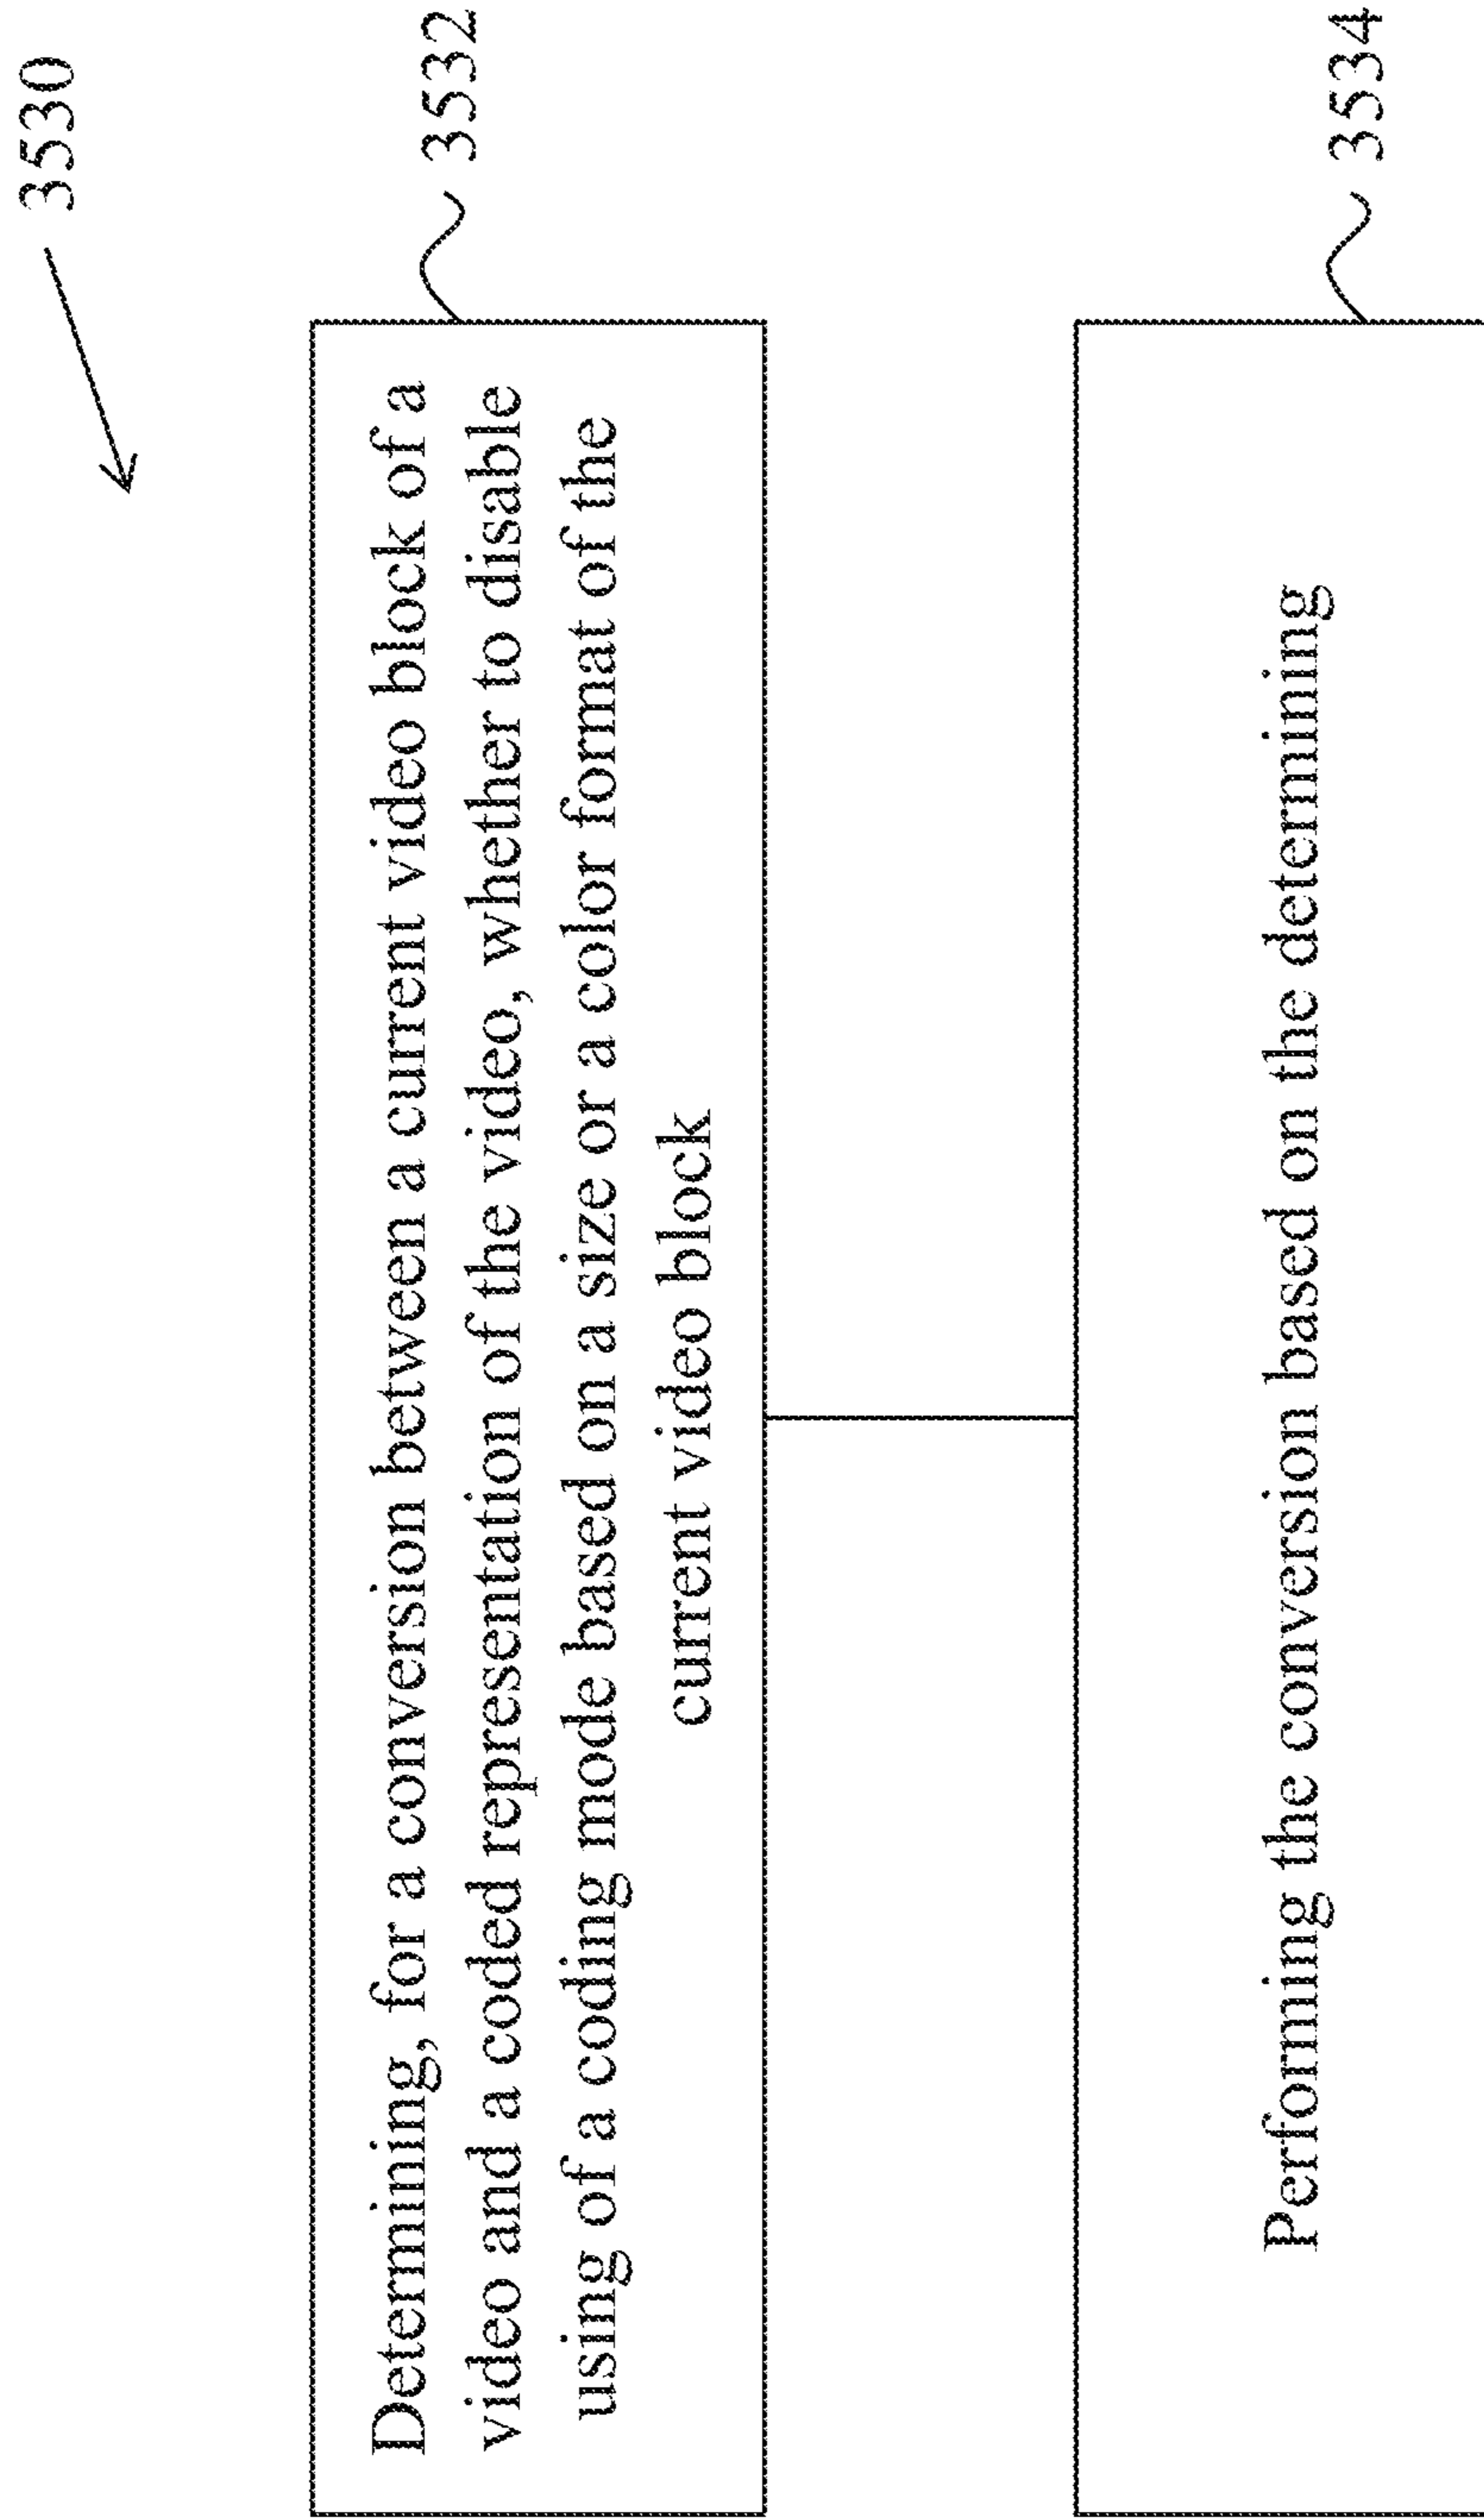 3530
Determining, for a conversion between a current video block of a
video and a coded representation of the video, whether to disable
using of a coding mode based on a size or a color format of the
current video block
3532
Performing the conversion based on the determining
3534